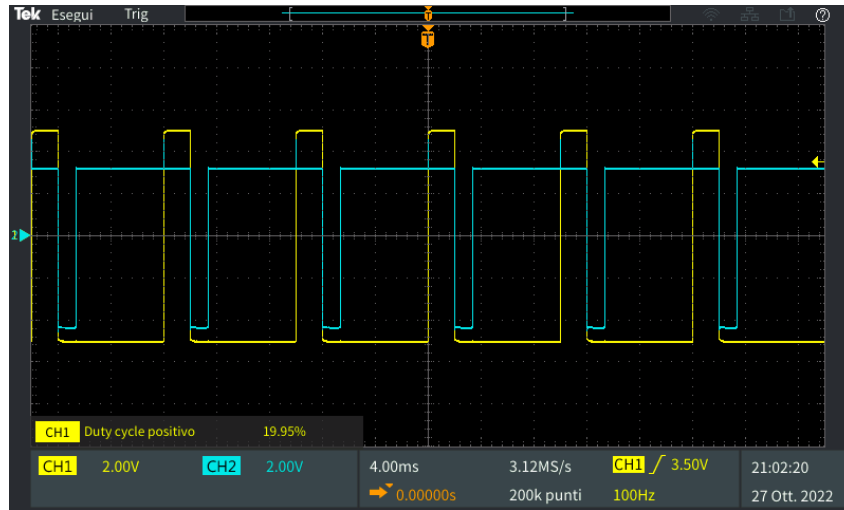 Tek Esegui Trig
T
T
2
CH1 Duty cycle positivo 19.95%
CH1 2.00V CH2 2.00V 4.00ms 3.12MS/s CH1 3.50V 21:02:20
0.00000s 200k punti 100Hz 27 Ott. 2022